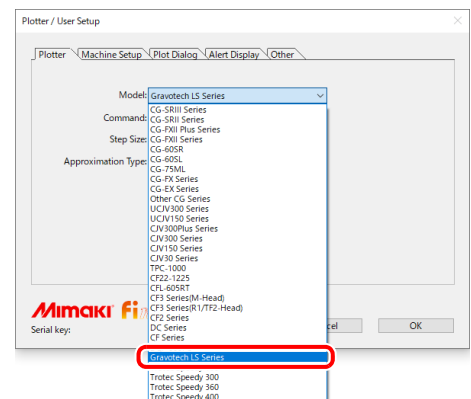 Plotter / User Setup
Plotter Machine Setup Plot Dialog Alert Display Other
Model: Gravotech LS Series
Command:
Step Size:
Approximation Type:
CG-SRIII Series
CG-SRII Series
CG-FXII Plus Series
CG-FXII Series
CG-60SR
CG-60SL
CG-75ML
CG-FX Series
CG-EX Series
Other CG Series
UCJV300 Series
UCJV150 Series
CJV300Plus Series
CJV300 Series
CJV150 Series
CJV30 Series
TPC-1000
CF22-1225
CFL-605RT
CF3 Series(M-Head)
CF3 Series(R1/TF2-Head)
CF2 Series
DC Series
CF Series
Gravotech LS Series
Trotec Speedy 300
Trotec Speedy 360
Trotec Speedy 400
Mimaki
Serial key:
OK